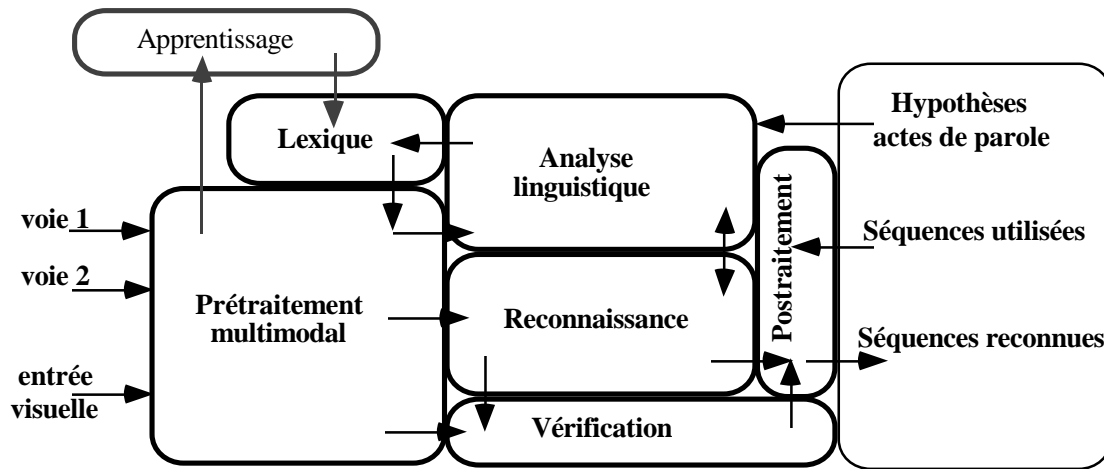 Apprentissage
Lexique
Analyse
linguistique
Hypothèses
actes de parole
voie 1
voie 2
entrée
visuelle
Prétraitement
multimodal
Reconnaissance
Vérification
Postraitement
Séquences utilisées
Séquences reconnues